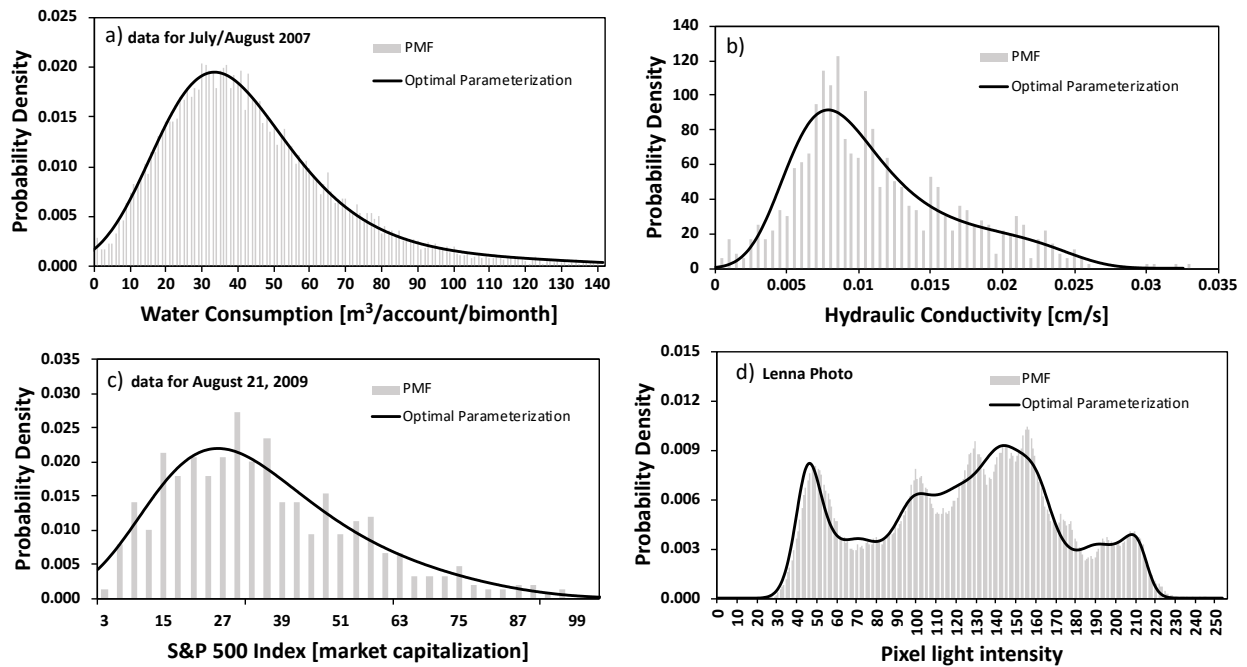 0.025
0.020
0.015
0.010
0.005
0.000
Probability Density
a) data for July/August 2007
PMF
Optimal Parameterization
0 10 20 30 40 50 60 70 80 90 100 110 120 130 140
Water Consumption [m³/account/bimonth]
140
120
100
80
60
40
20
0
Probability Density
b)
PMF
Optimal Parameterization
0 0.005 0.01 0.015 0.02 0.025 0.03 0.035
Hydraulic Conductivity [cm/s]
0.035
0.030
0.025
0.020
0.015
0.010
0.005
0.000
Probability Density
c) data for August 21, 2009
PMF
Optimal Parameterization
3 15 27 39 51 63 75 87 99
S&P 500 Index [market capitalization]
0.015
0.012
0.009
0.006
0.003
0.000
Probability Density
d) Lenna Photo
PMF
Optimal Parameterization
0 10 20 30 40 50 60 70 80 90 100 110 120 130 140 150 160 170 180 190 200 210 220 230 240 250
Pixel light intensity